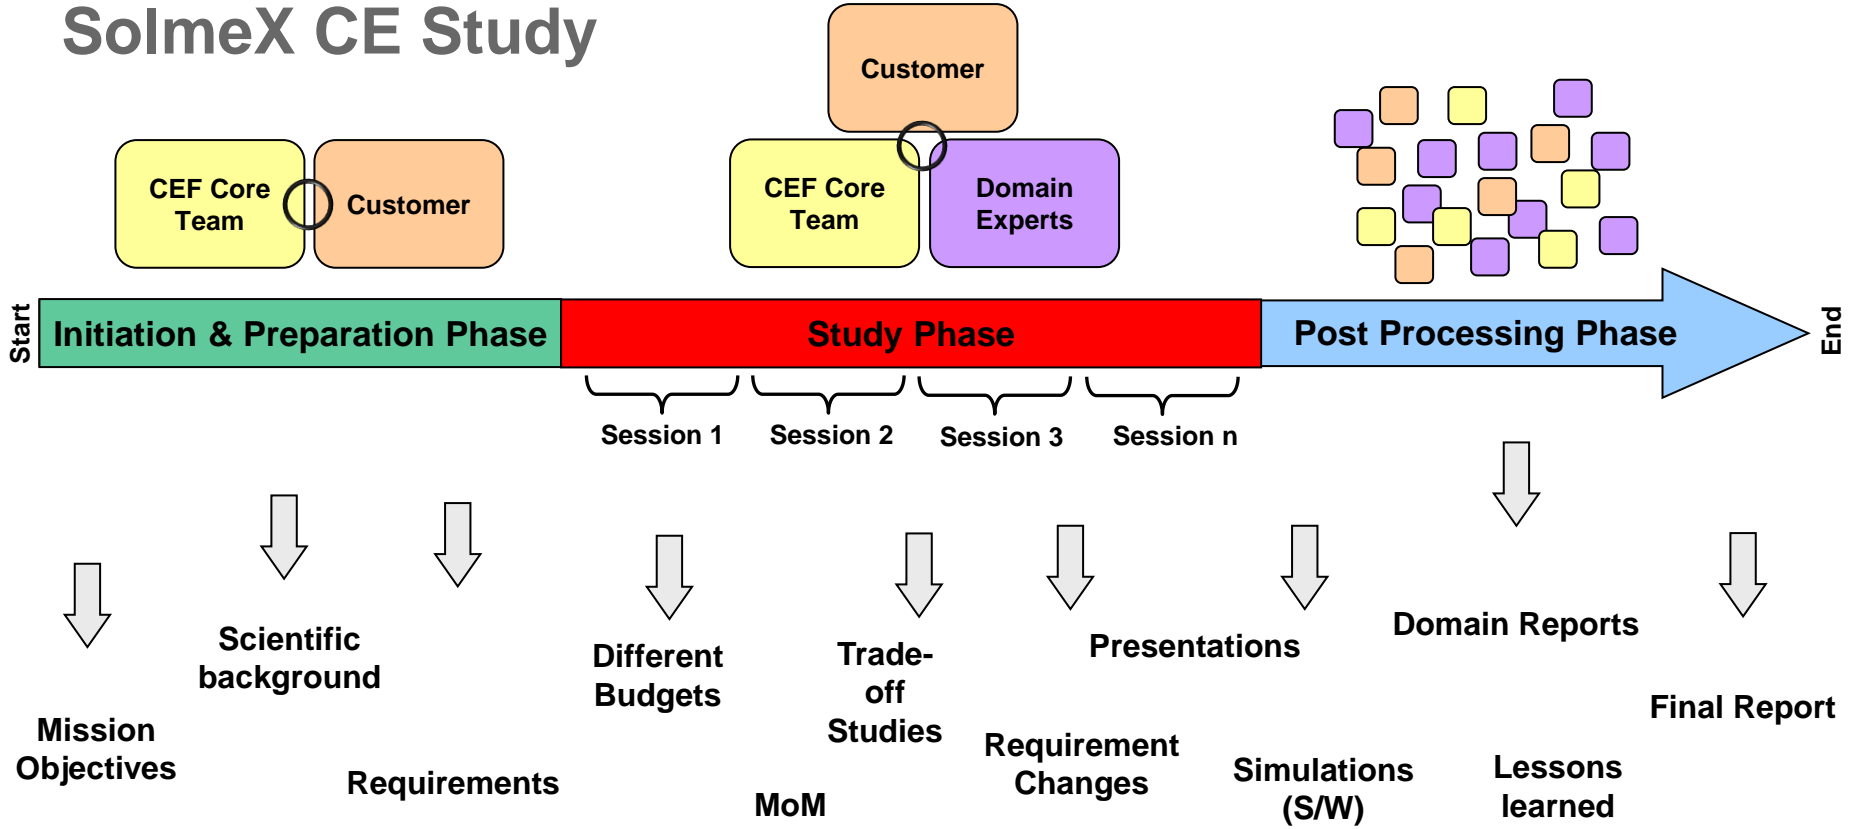 SolmeX CE Study
CEF Core
Team
Customer
Customer
CEF Core
Team
Domain
Experts
Start
Initiation & Preparation Phase
Study Phase
Post Processing Phase
End
Session 1
Session 2
Session 3
Session n
Mission
Objectives
Scientific
background
Requirements
Different
Budgets
MoM
Trade-
off
Studies
Requirement
Changes
Presentations
Simulations
(S/W)
Domain Reports
Lessons
learned
Final Report